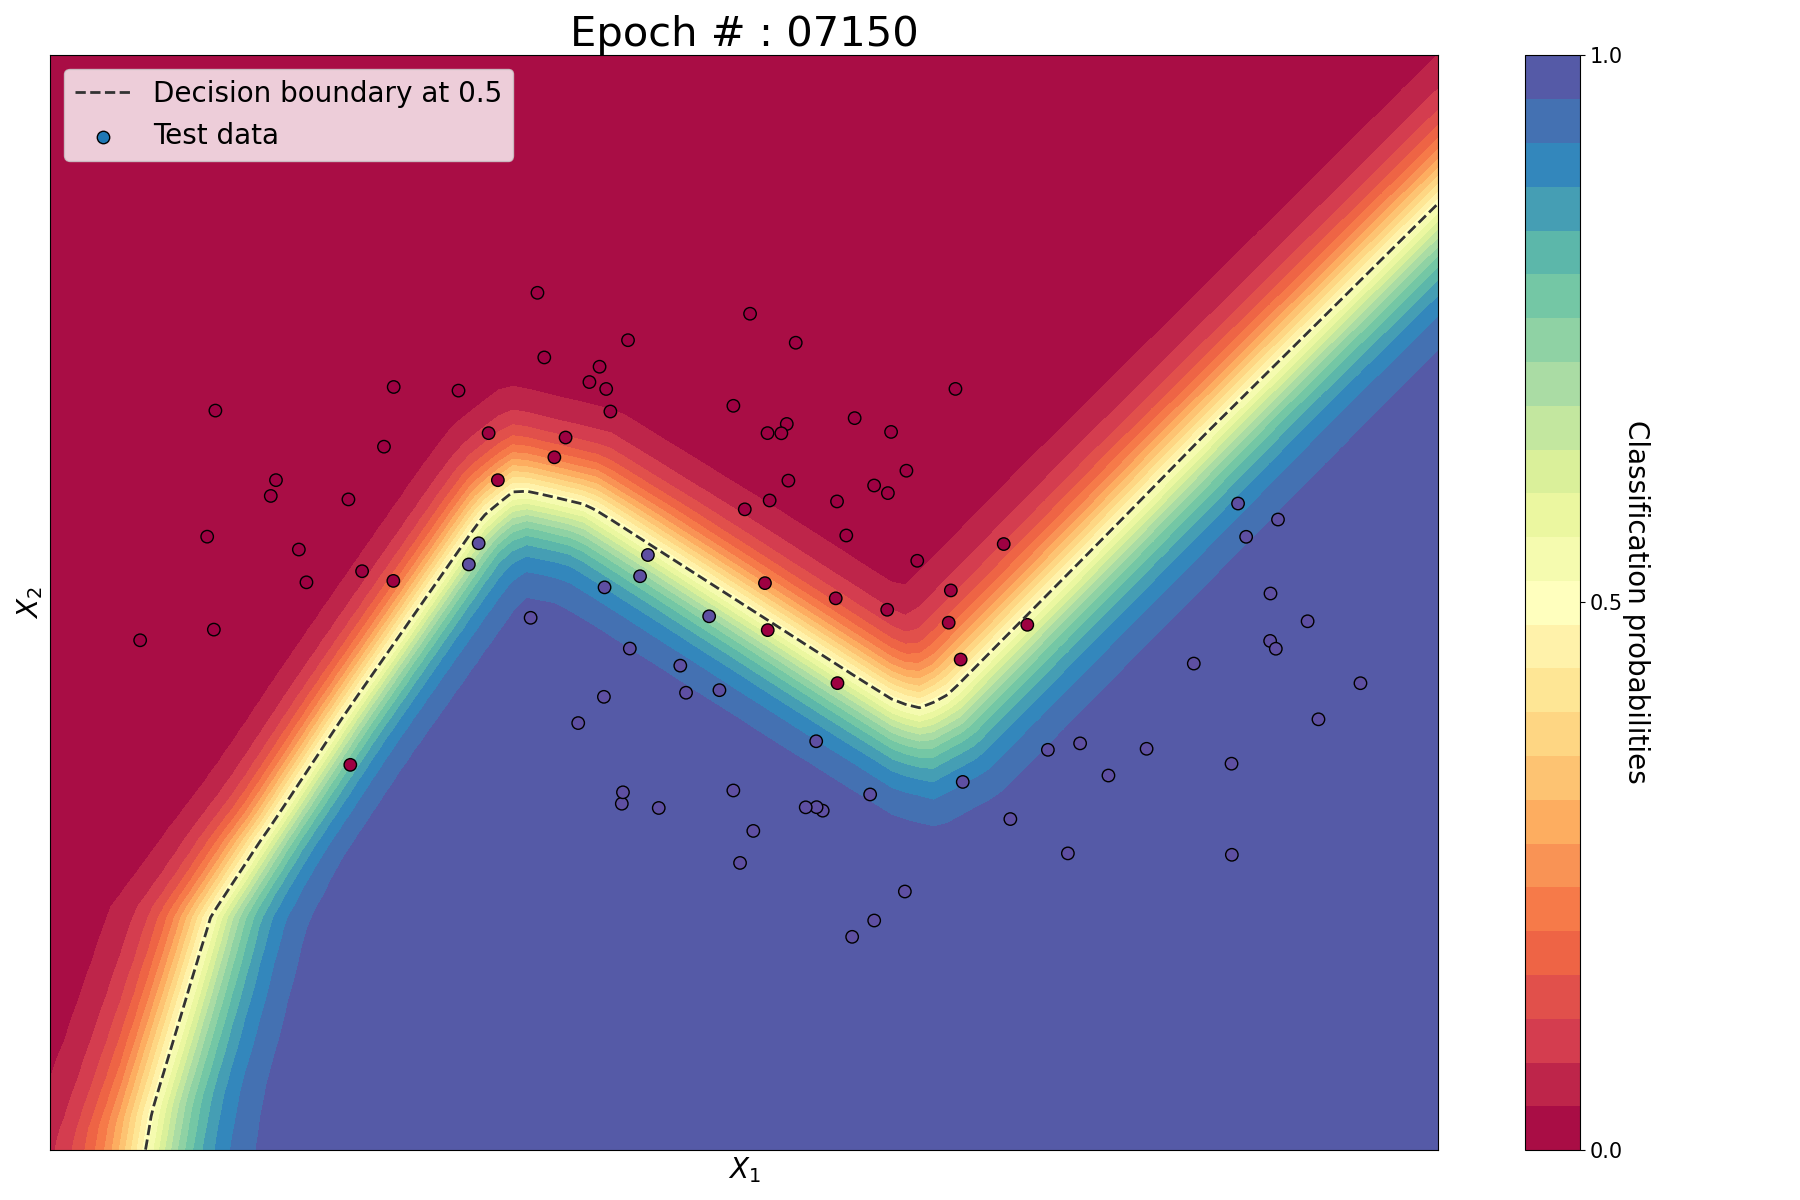 Epoch # : 07150
Decision boundary at 0.5
Test data
X₂
X₁
1.0
0.5
0.0
Classification probabilities